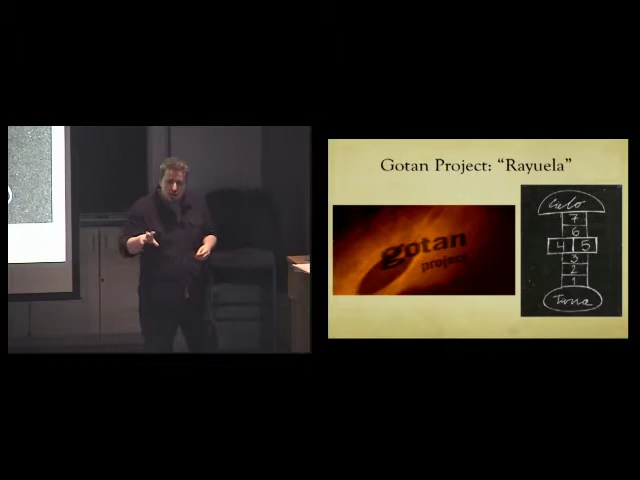 Gotan Project: “Rayuela”
gotan
project
Cielo
7
6
4 5
3
2
1
Tierra